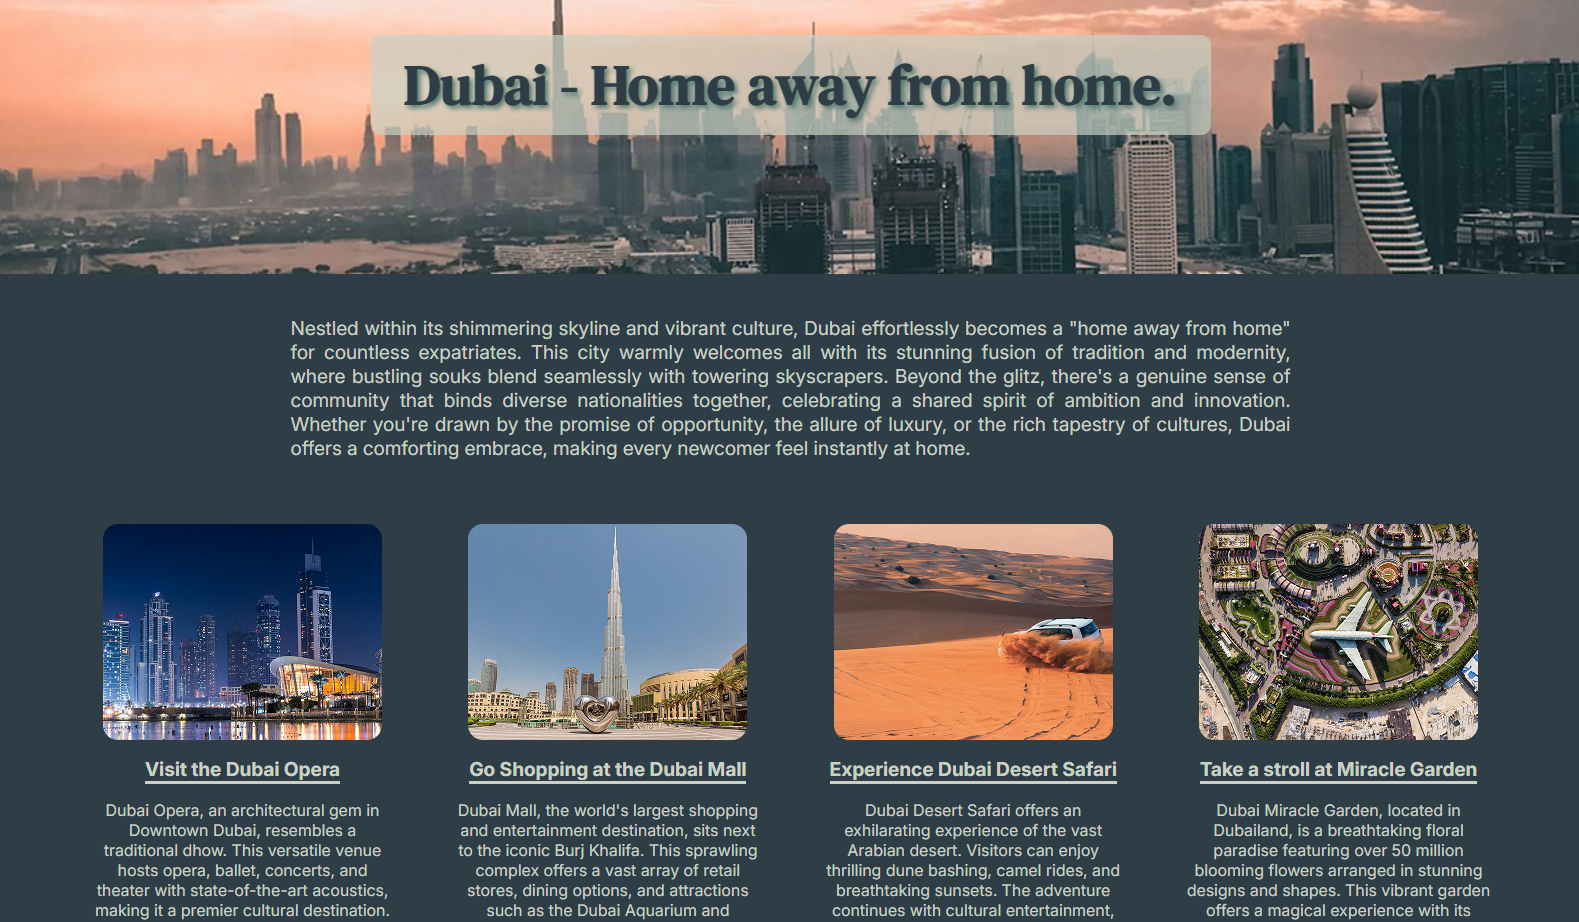 Dubai - Home away from home.
Nestled within its shimmering skyline and vibrant culture, Dubai effortlessly becomes a "home away from home"
for countless expatriates. This city warmly welcomes all with its stunning fusion of tradition and modernity,
where bustling souks blend seamlessly with towering skyscrapers. Beyond the glitz, there's a genuine sense of
community that binds diverse nationalities together, celebrating a shared spirit of ambition and innovation.
Whether you're drawn by the promise of opportunity, the allure of luxury, or the rich tapestry of cultures, Dubai
offers a comforting embrace, making every newcomer feel instantly at home.
Visit the Dubai Opera
Dubai Opera, an architectural gem in
Downtown Dubai, resembles a
traditional dhow. This versatile venue
hosts opera, ballet, concerts, and
theater with state-of-the-art acoustics,
making it a premier cultural destination.
Go Shopping at the Dubai Mall
Dubai Mall, the world's largest shopping
and entertainment destination, sits next
to the iconic Burj Khalifa. This sprawling
complex offers a vast array of retail
stores, dining options, and attractions
such as the Dubai Aquarium and
Experience Dubai Desert Safari
Dubai Desert Safari offers an
exhilarating experience of the vast
Arabian desert. Visitors can enjoy
thrilling dune bashing, camel rides, and
breathtaking sunsets. The adventure
continues with cultural entertainment,
Take a stroll at Miracle Garden
Dubai Miracle Garden, located in
Dubailand, is a breathtaking floral
paradise featuring over 50 million
blooming flowers arranged in stunning
designs and shapes. This vibrant garden
offers a magical experience with its